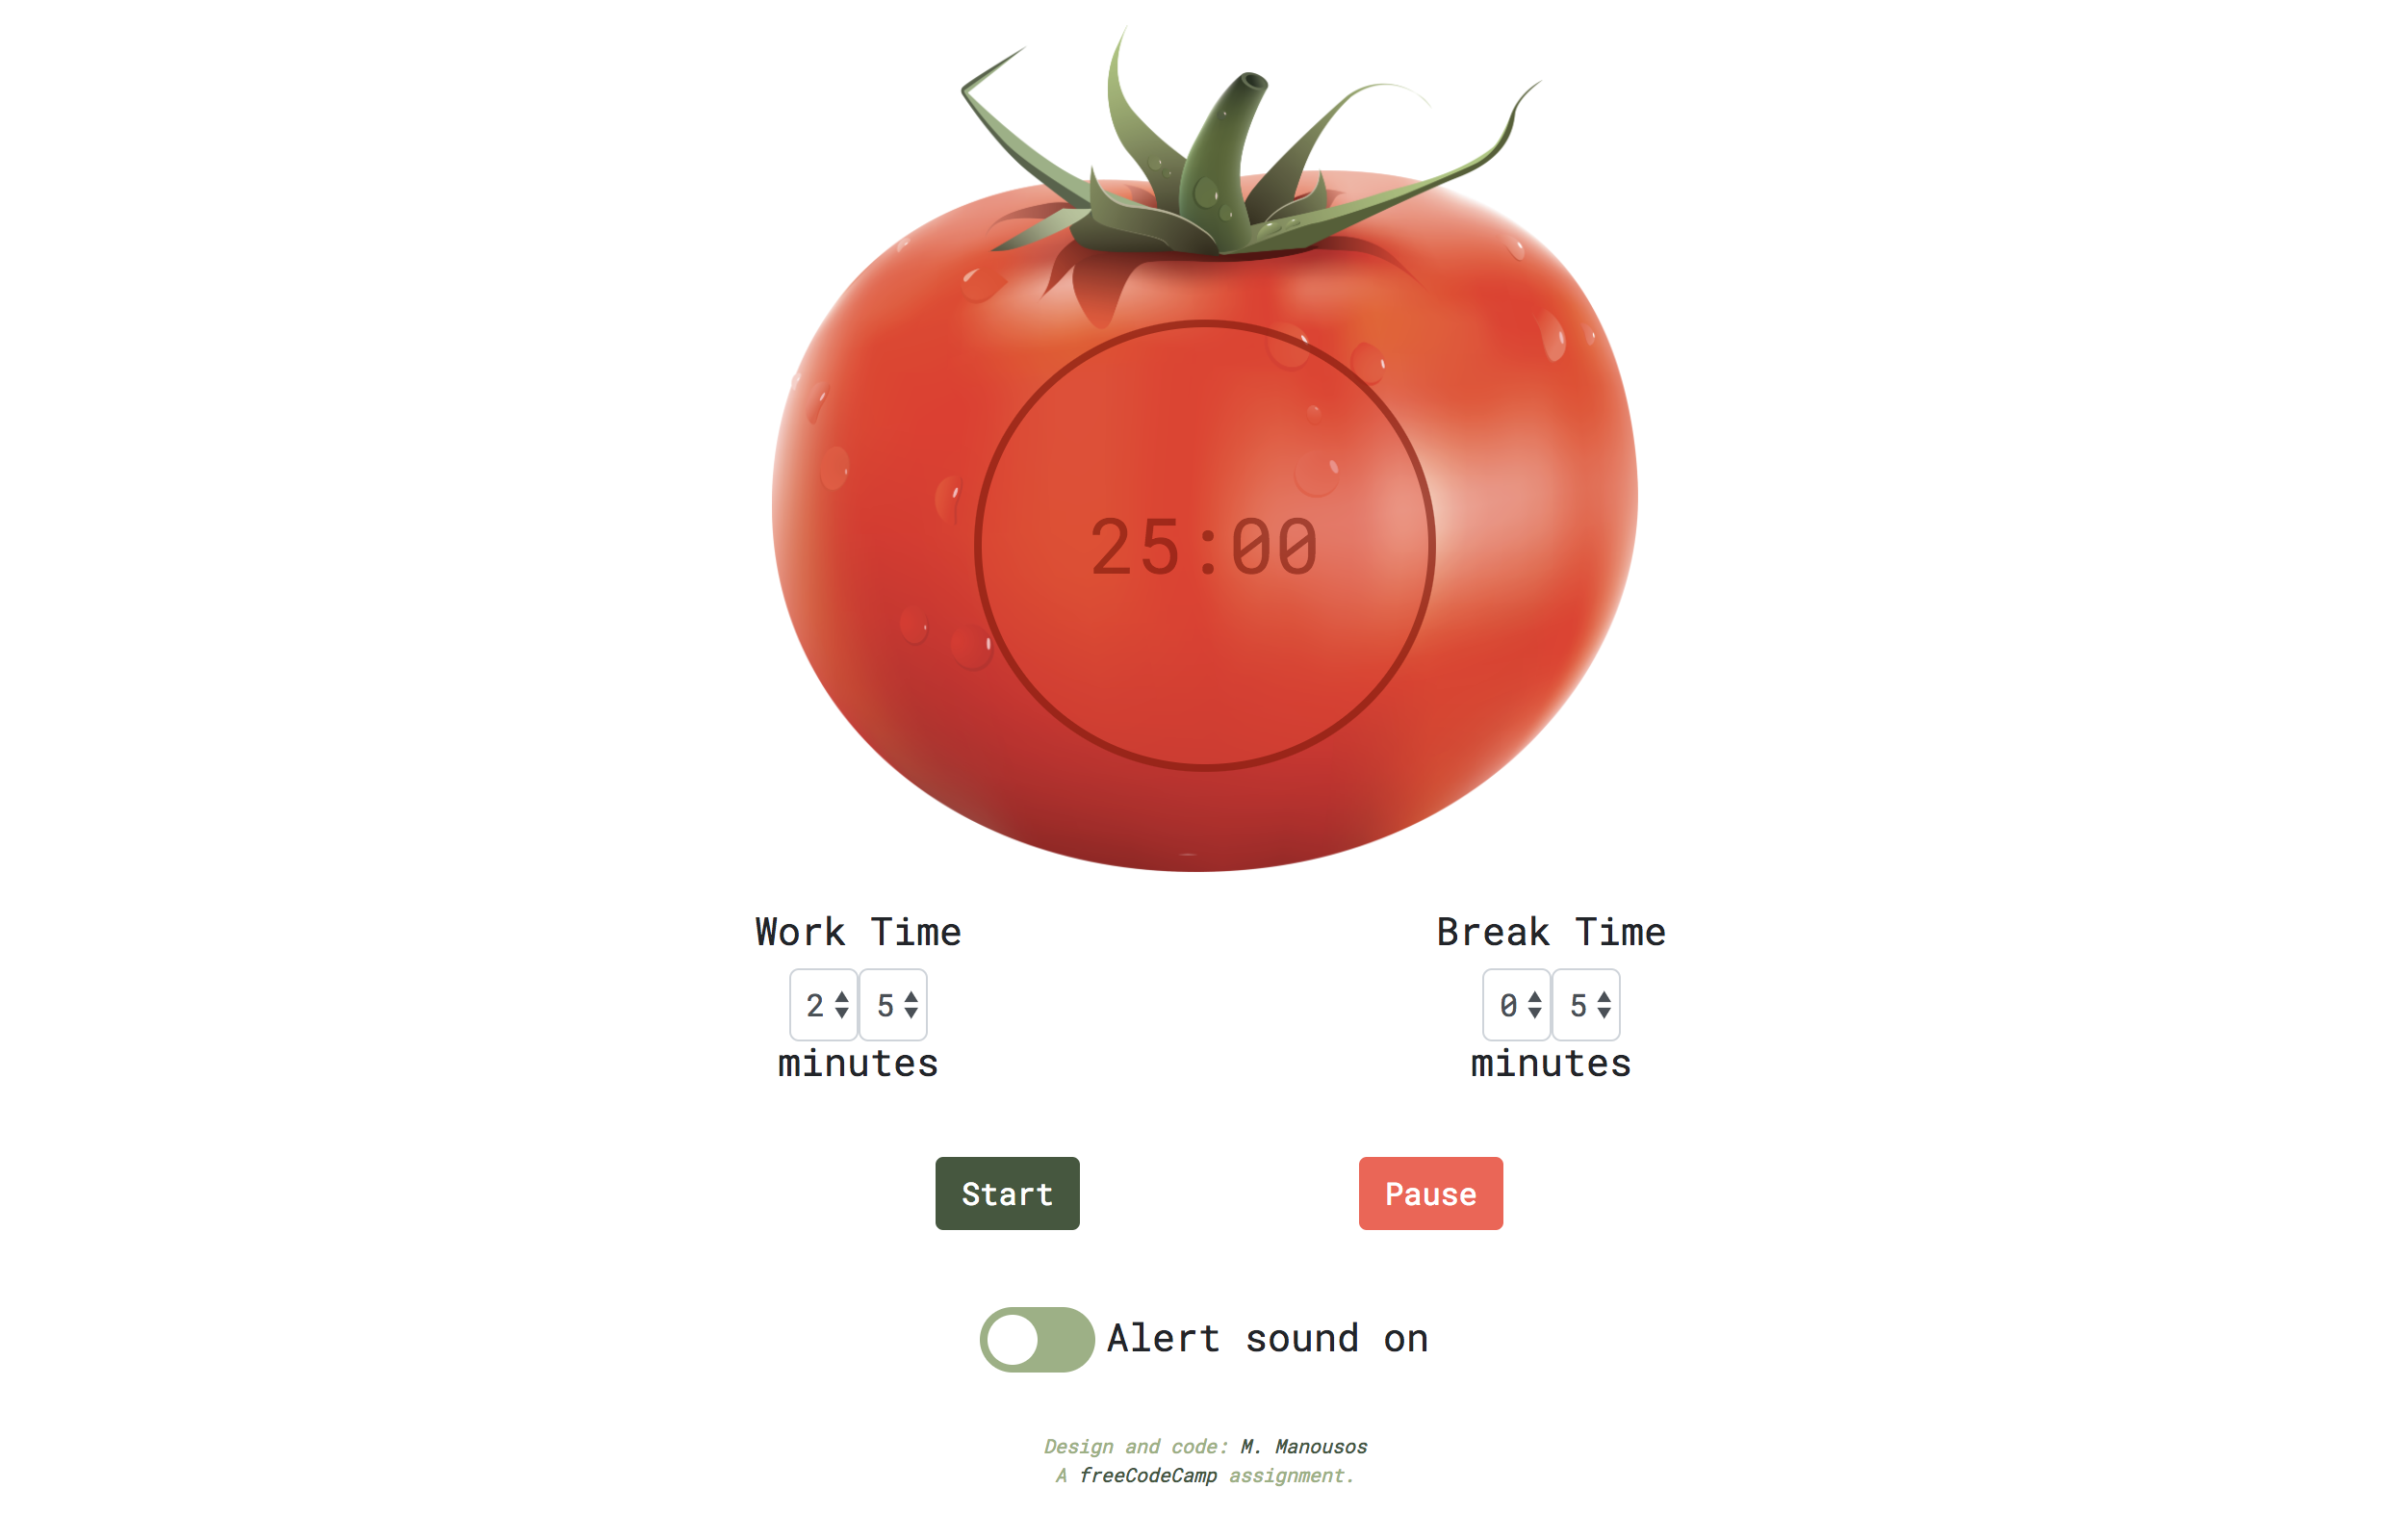 25:00
Work Time
Break Time
2 5
0 5
minutes
minutes
Start
Pause
Alert sound on
Design and code: M. Manousos
A freeCodeCamp assignment.